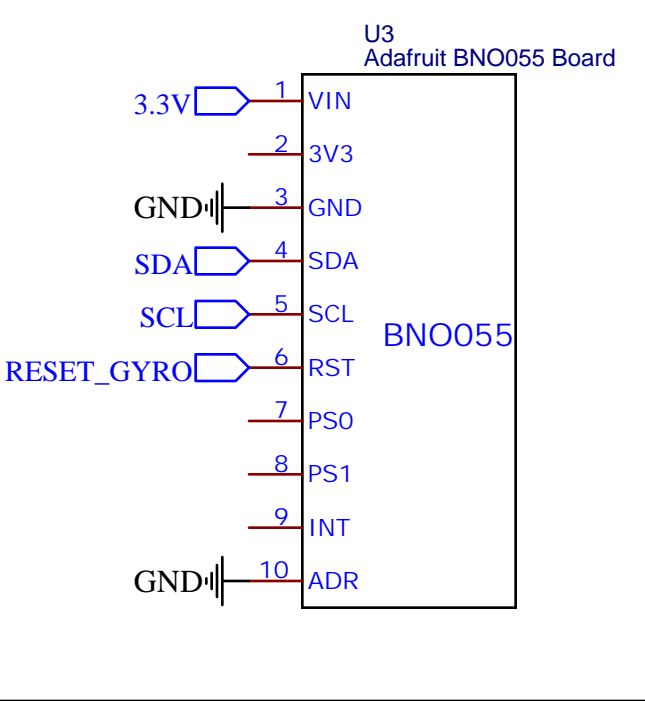 U3
Adafruit BNO055 Board
3.3V 1 VIN
2 3V3
GND 3 GND
SDA 4 SDA
SCL 5 SCL
BNO055
RESET_GYRO 6 RST
7 PS0
8 PS1
9 INT
GND 10 ADR